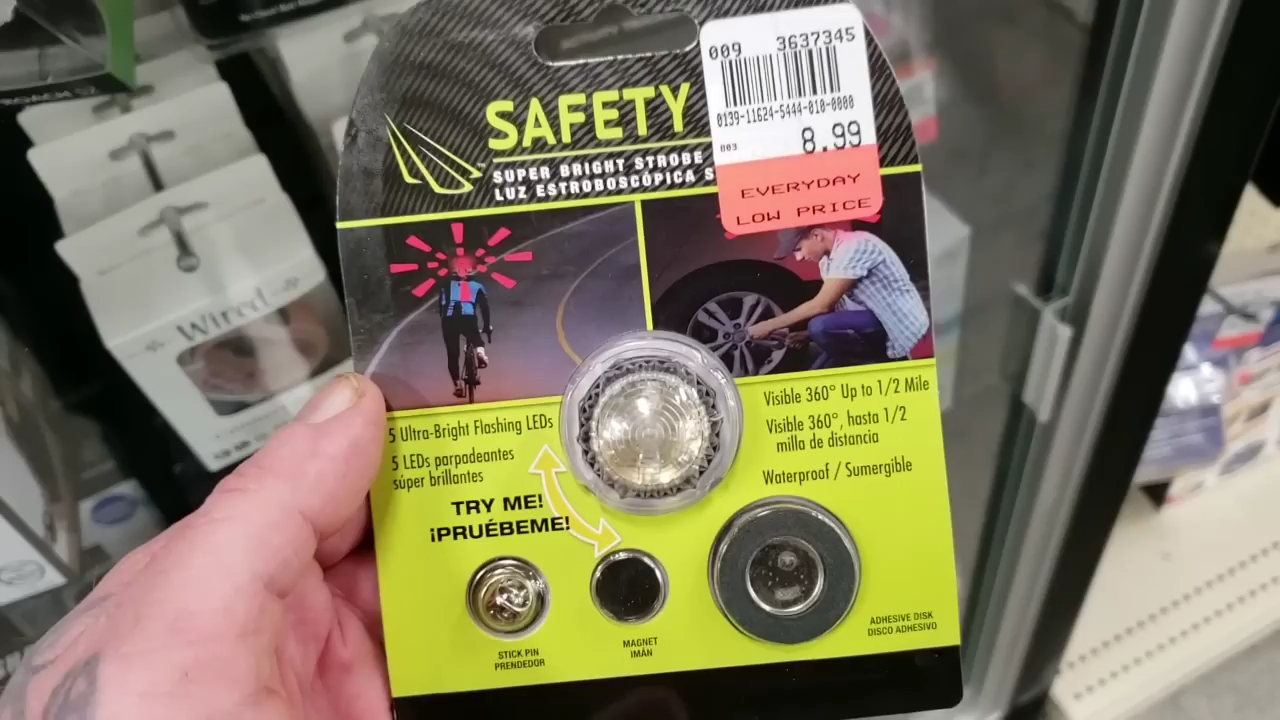 009 3637345
0139-11624-5444-010-0000
B03 8.99
EVERYDAY
LOW PRICE
SAFETY
SUPER BRIGHT STROBE
LUZ ESTROBOSCÓPICA S
Wired
5 Ultra-Bright Flashing LEDs
5 LEDs parpadeantes
súper brillantes
TRY ME!
¡PRUÉBEME!
Visible 360° Up to 1/2 Mile
Visible 360°, hasta 1/2
milla de distancia
Waterproof / Sumergible
STICK PIN
PRENDEDOR
MAGNET
IMÁN
ADHESIVE DISK
DISCO ADHESIVO